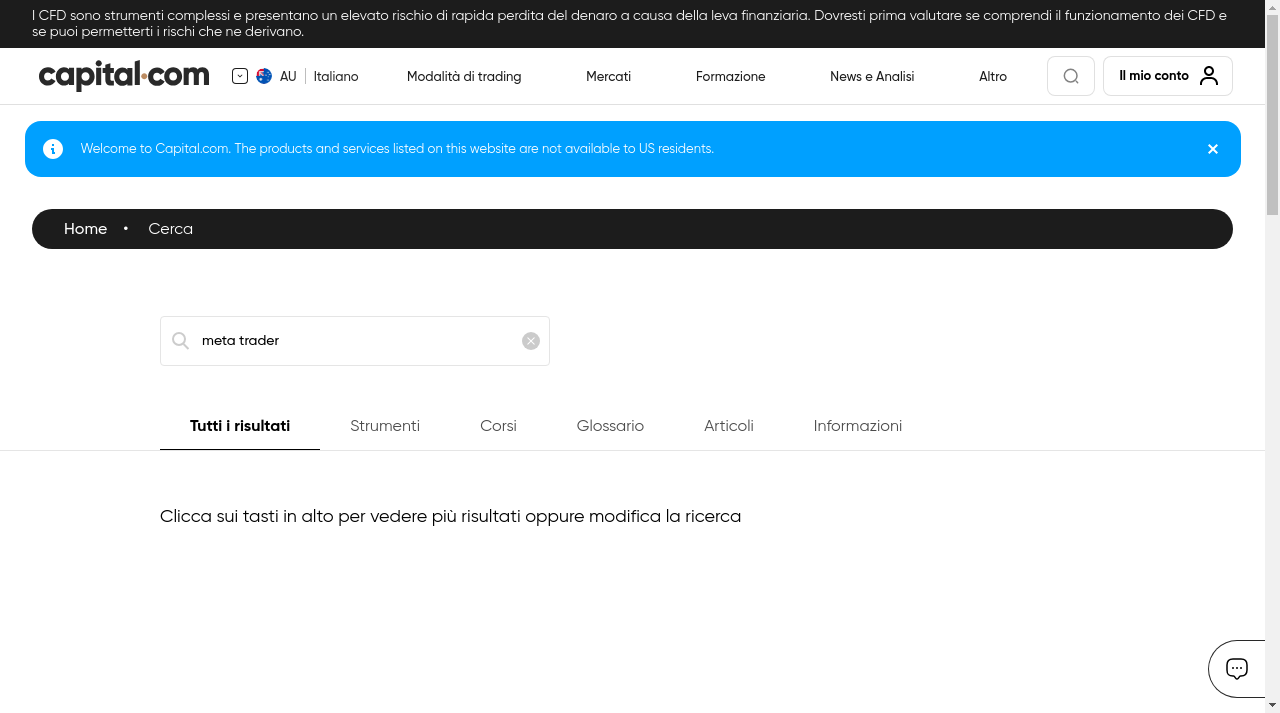 I CFD sono strumenti complessi e presentano un elevato rischio di rapida perdita del denaro a causa della leva finanziaria. Dovresti prima valutare se comprendi il funzionamento dei CFD e
se puoi permetterti i rischi che ne derivano.
capital.com
AU | Italiano
Modalità di trading
Mercati
Formazione
News e Analisi
Altro
Il mio conto
Welcome to Capital.com. The products and services listed on this website are not available to US residents.
Home • Cerca
meta trader
Tutti i risultati
Strumenti
Corsi
Glossario
Articoli
Informazioni
Clicca sui tasti in alto per vedere più risultati oppure modifica la ricerca